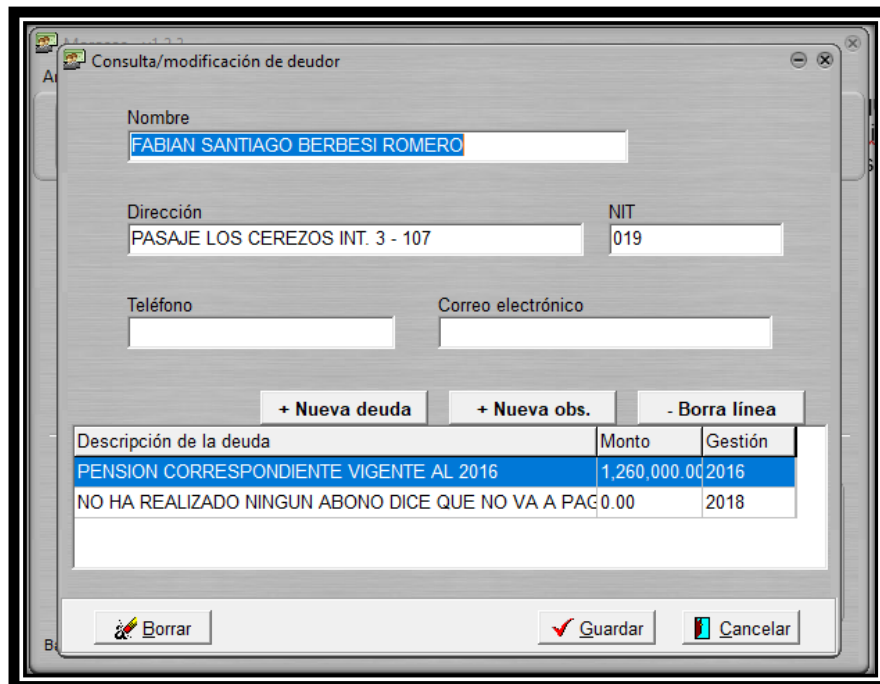 Consulta/modificación de deudor
Nombre
FABIAN SANTIAGO BERBESI ROMERO
Dirección NIT
PASAJE LOS CEREZOS INT. 3 - 107 019
Teléfono Correo electrónico
+ Nueva deuda + Nueva obs. - Borra línea
Descripción de la deuda Monto Gestión
PENSION CORRESPONDIENTE VIGENTE AL 2016 1,260,000.00 2016
NO HA REALIZADO NINGUN ABONO DICE QUE NO VA A PAG 0.00 2018
Borrar Guardar Cancelar